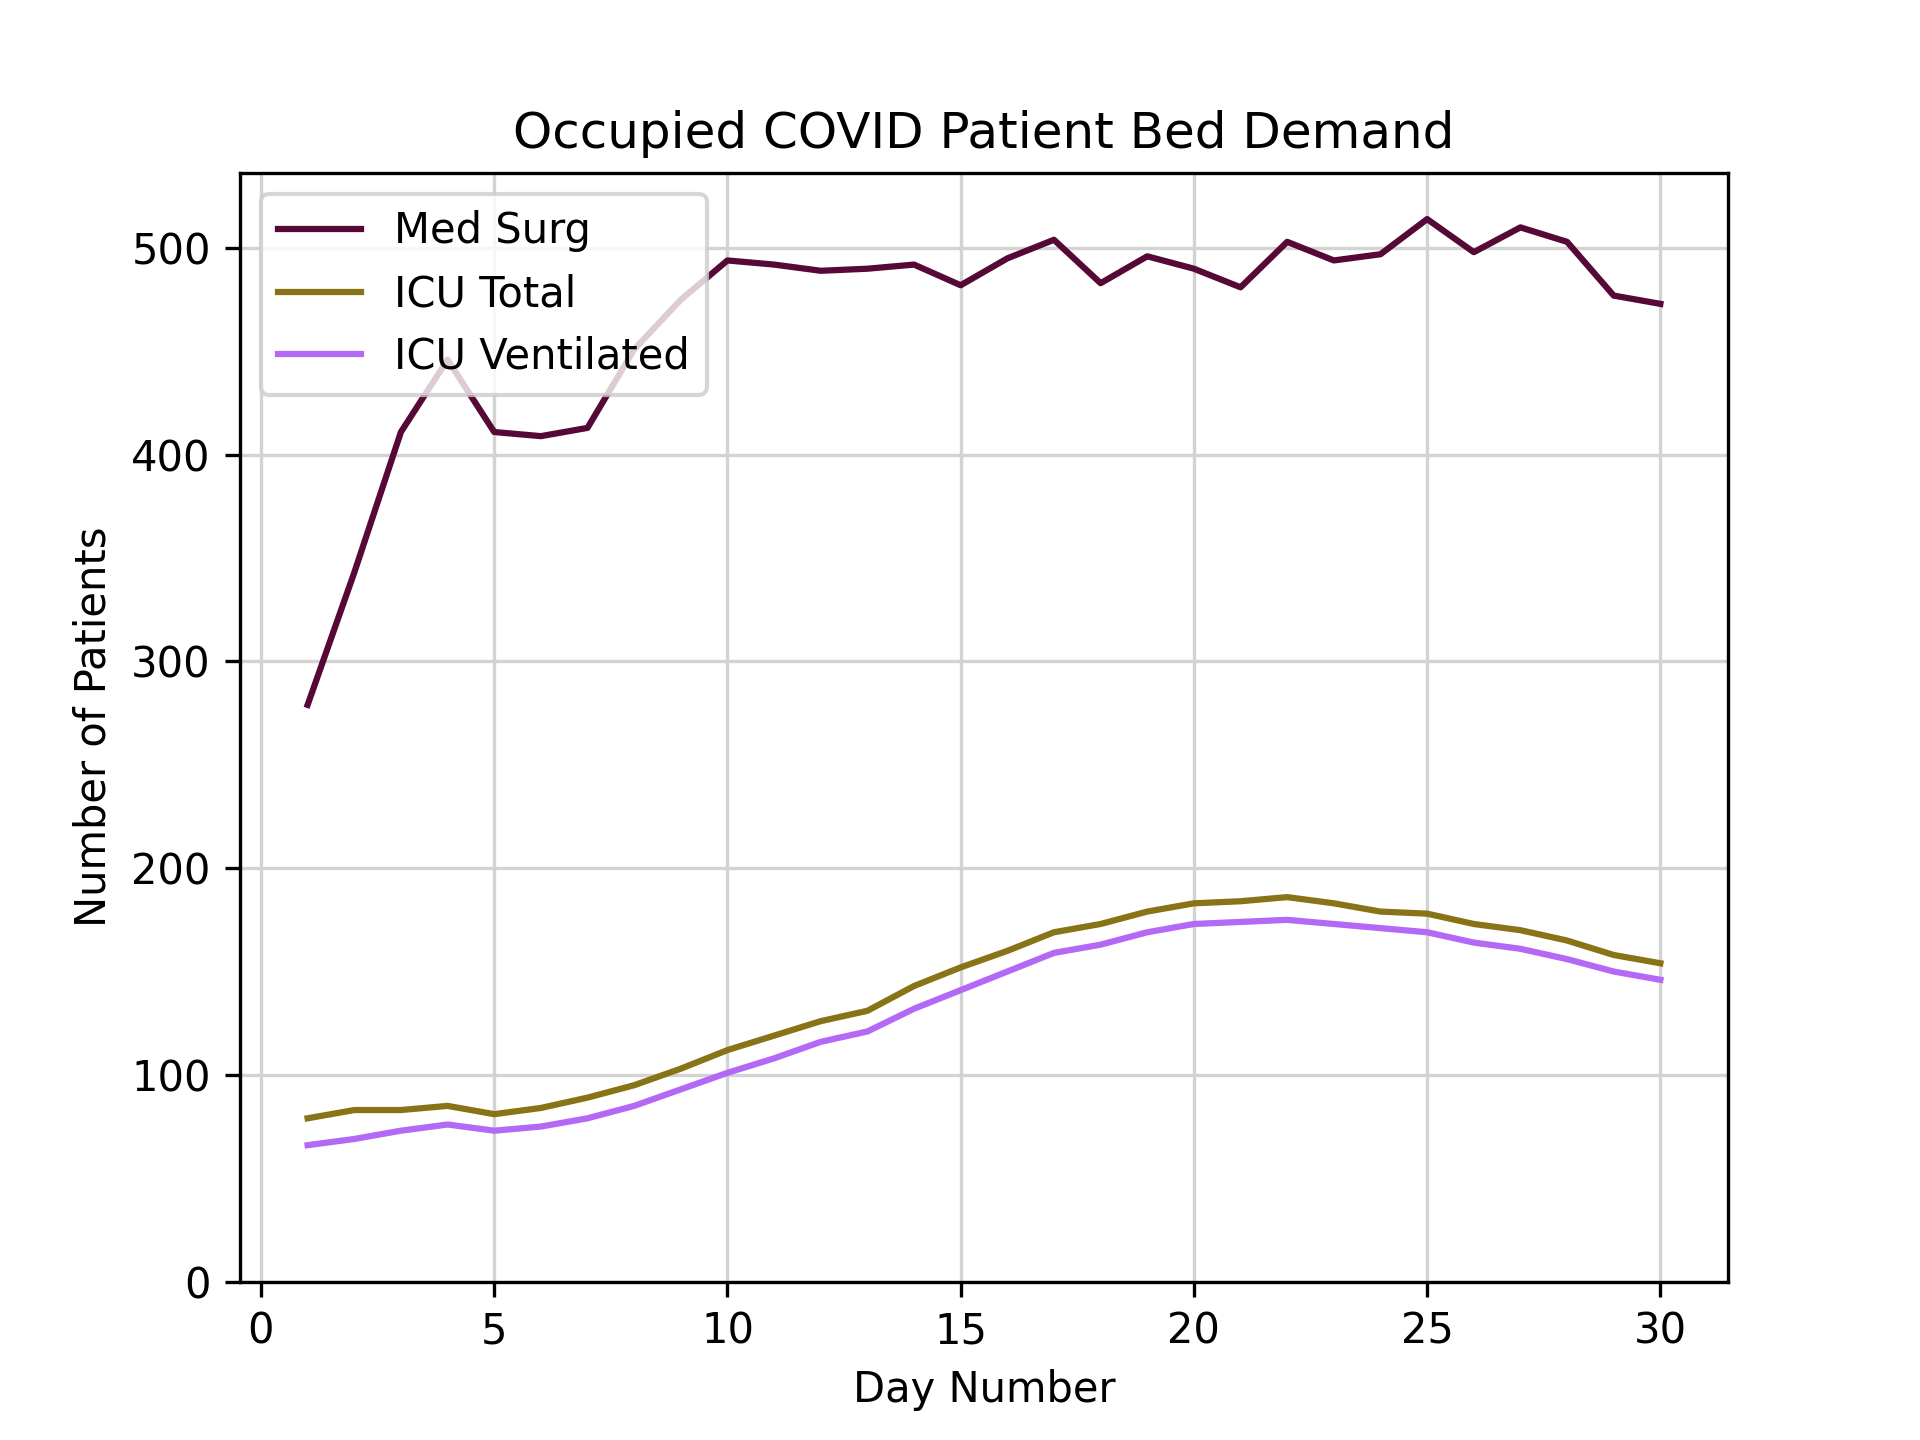 Occupied COVID Patient Bed Demand
Med Surg
ICU Total
ICU Ventilated
500
400
300
200
100
0
Number of Patients
0 5 10 15 20 25 30
Day Number